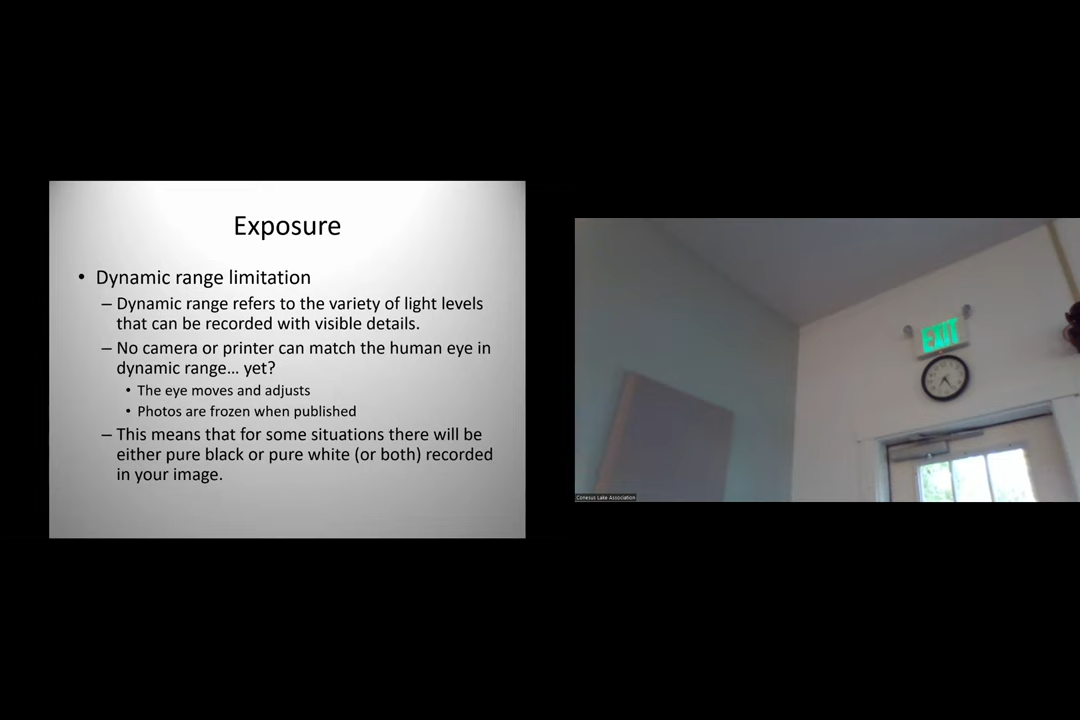 Exposure
• Dynamic range limitation
– Dynamic range refers to the variety of light levels
that can be recorded with visible details.
– No camera or printer can match the human eye in
dynamic range… yet?
• The eye moves and adjusts
• Photos are frozen when published
– This means that for some situations there will be
either pure black or pure white (or both) recorded
in your image.
EXIT
Conesus Lake Association